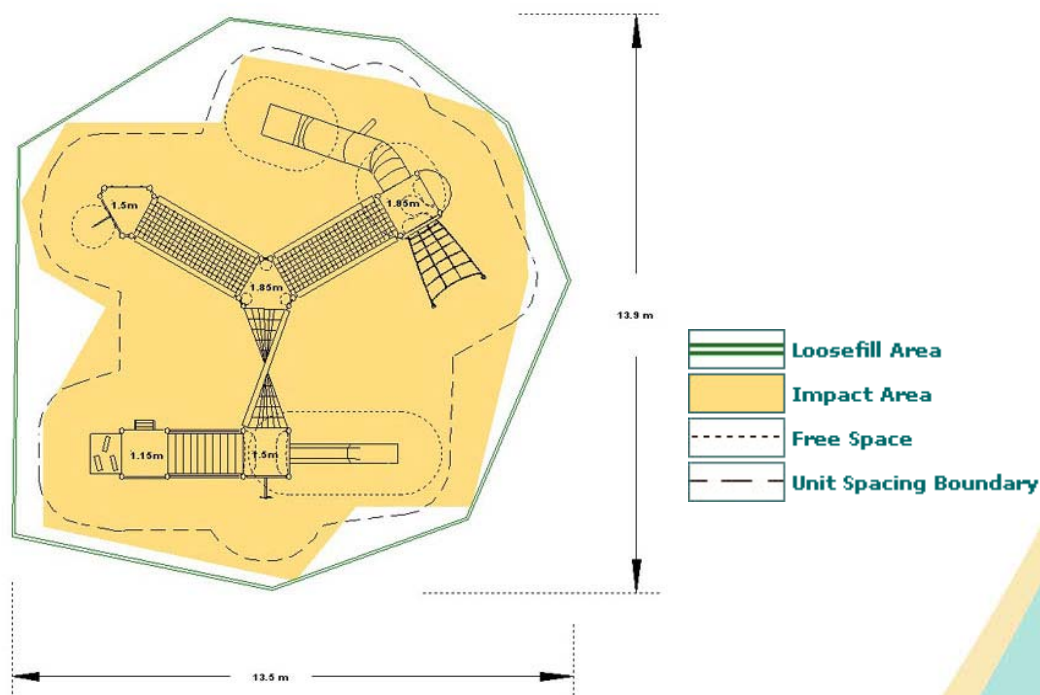 1.5m
1.85m
1.85m
13.9 m
Loosefill Area
Impact Area
Free Space
Unit Spacing Boundary
1.15m
1.5m
13.5 m